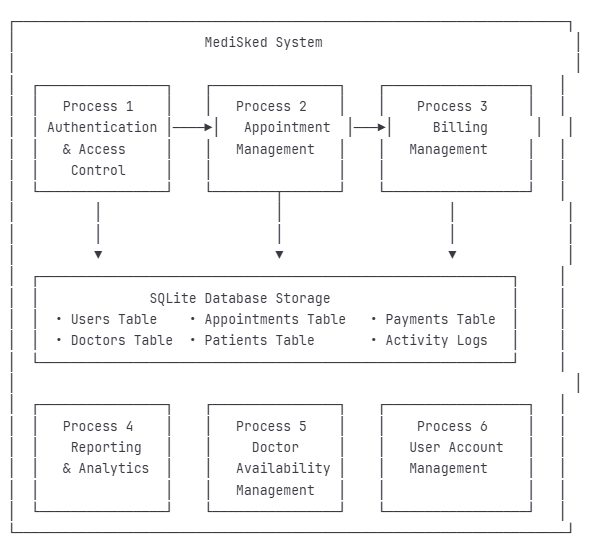 MediSked System
Process 1 Process 2 Process 3
Authentication Appointment Billing
& Access Management Management
Control
SQLite Database Storage
• Users Table • Appointments Table • Payments Table
• Doctors Table • Patients Table • Activity Logs
Process 4 Process 5 Process 6
Reporting Doctor User Account
& Analytics Availability Management
Management